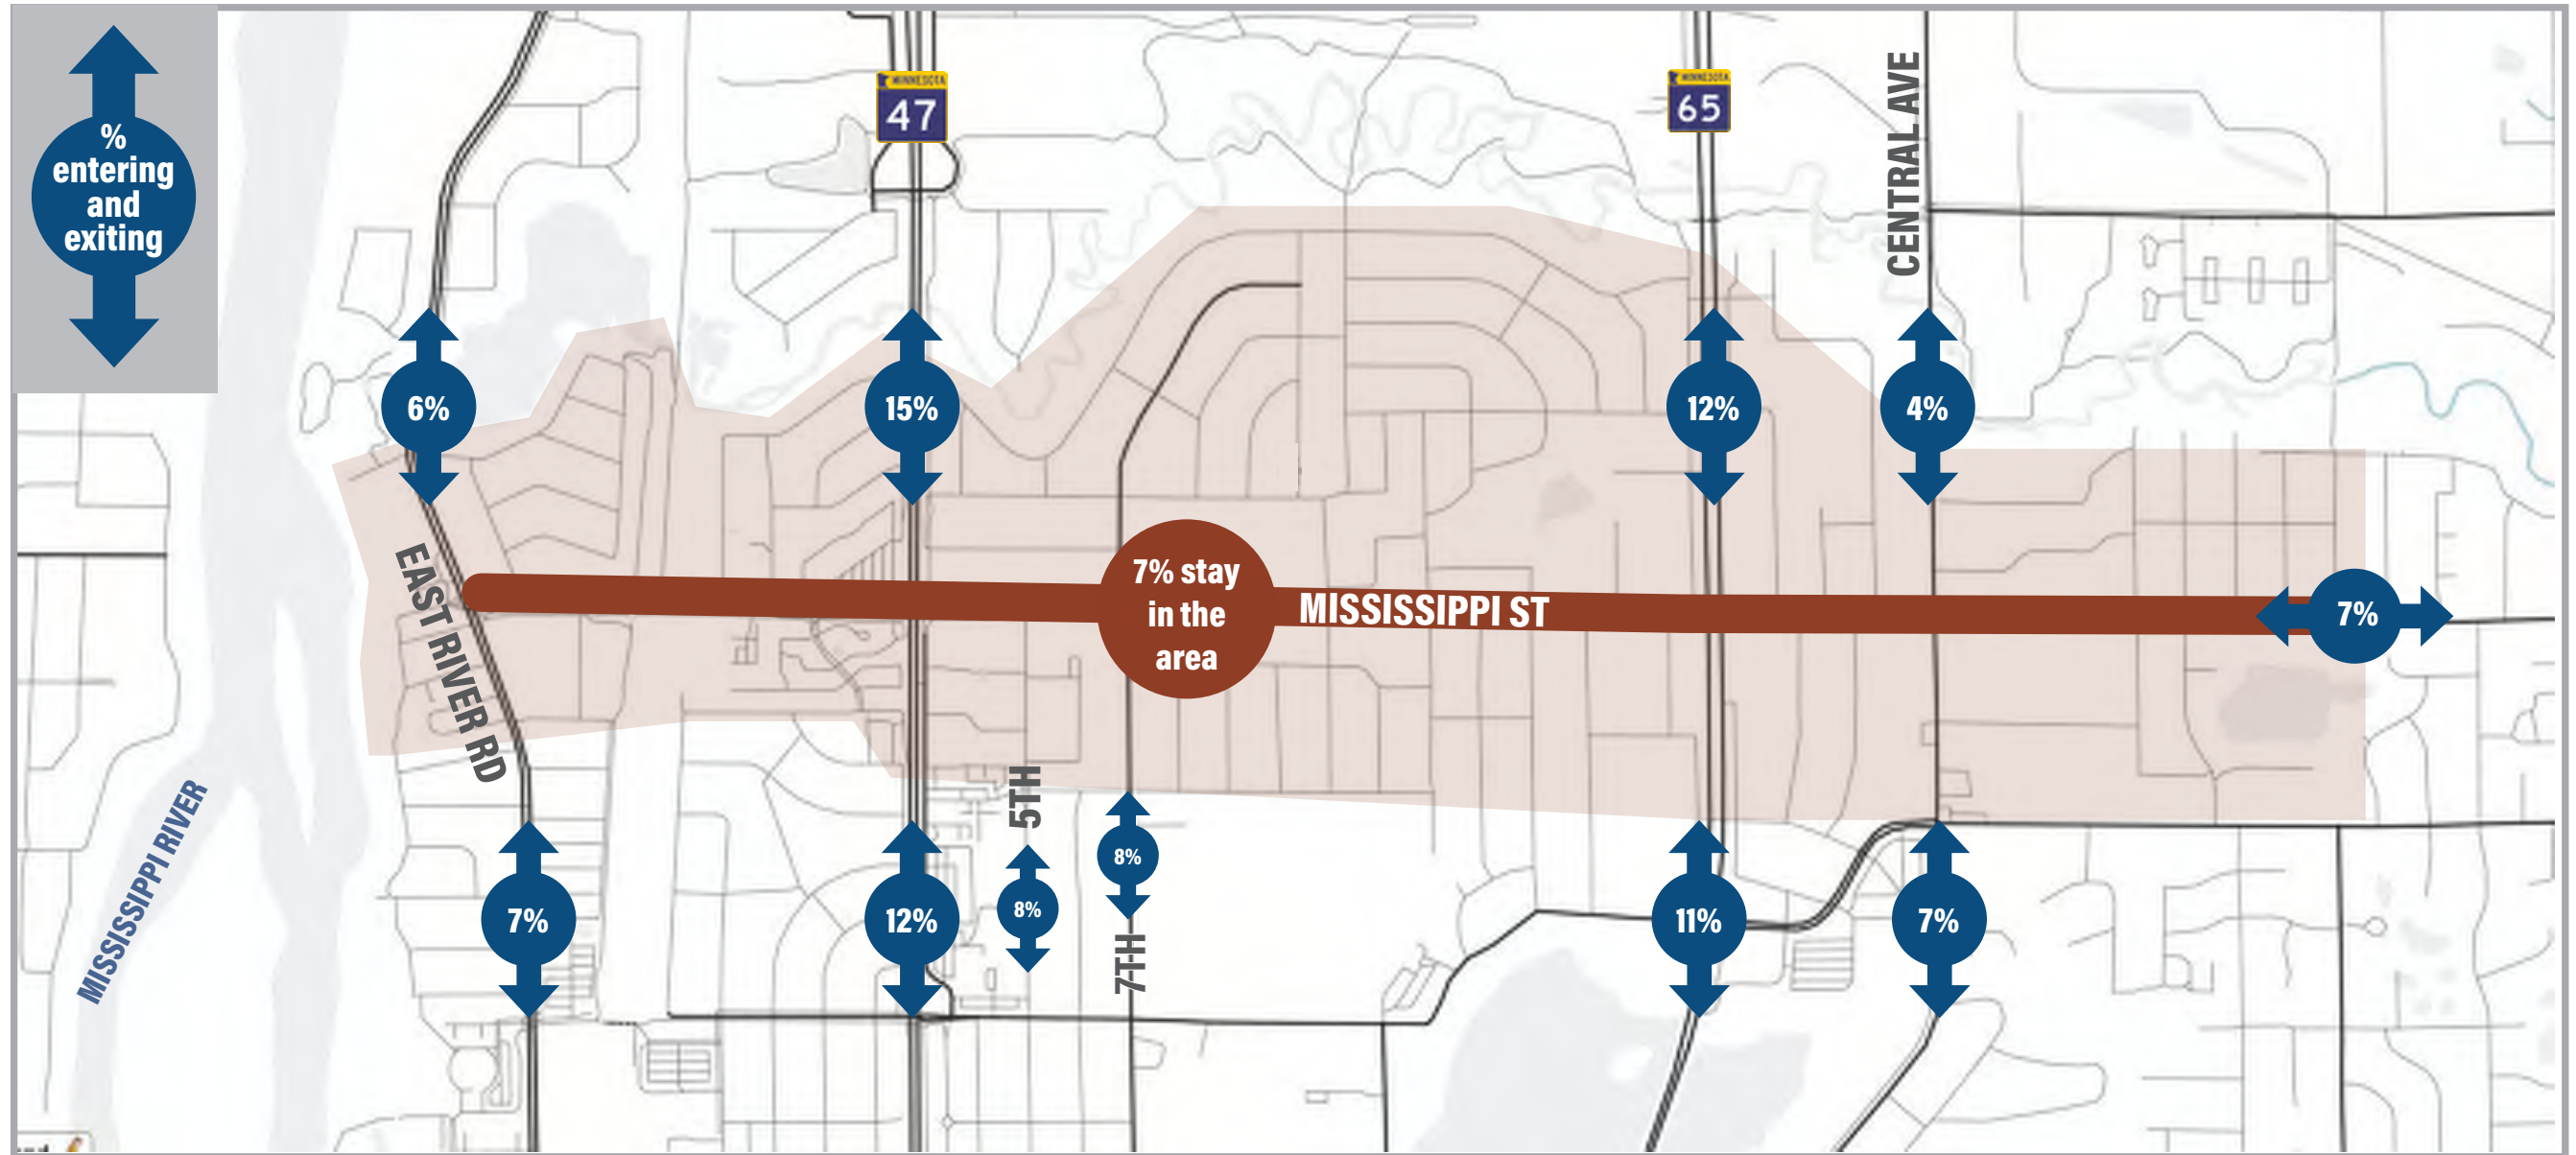 %
entering
and
exiting
MINNESOTA
47
MINNESOTA
65
CENTRAL AVE
6%
15%
12%
4%
EAST RIVER RD
7% stay
in the
area
MISSISSIPPI ST
7%
MISSISSIPPI RIVER
5TH
7TH
8%
8%
7%
12%
11%
7%